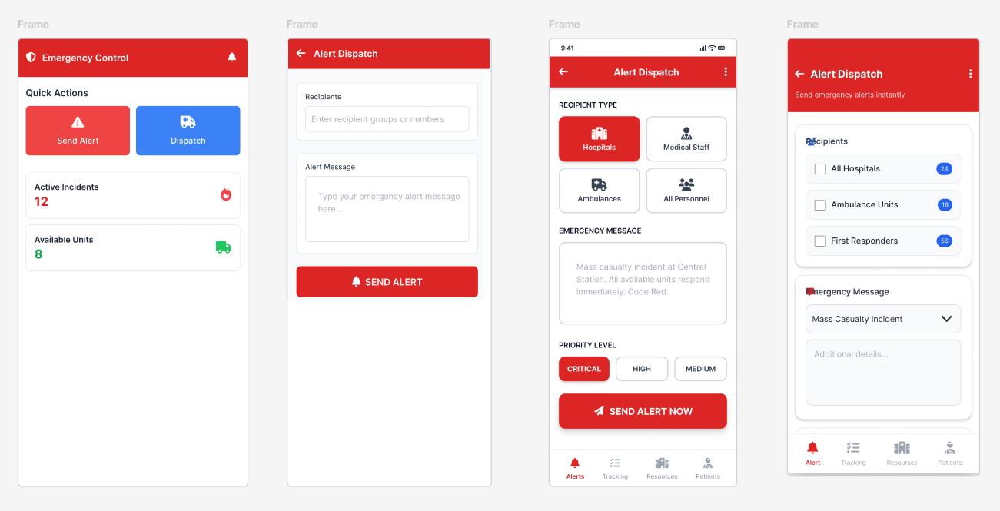 Frame
Emergency Control
Quick Actions
Send Alert
Dispatch
Active Incidents
12
Available Units
8
Frame
Alert Dispatch
Recipients
Enter recipient groups or numbers
Alert Message
Type your emergency alert message
here...
SEND ALERT
Frame
9:41
Alert Dispatch
RECIPIENT TYPE
Hospitals
Medical Staff
Ambulances
All Personnel
EMERGENCY MESSAGE
Mass casualty incident at Central
Station. All available units respond
immediately. Code Red.
PRIORITY LEVEL
CRITICAL
HIGH
MEDIUM
SEND ALERT NOW
Alerts
Tracking
Resources
Patients
Frame
Alert Dispatch
Send emergency alerts instantly
Recipients
All Hospitals
24
Ambulance Units
18
First Responders
56
Emergency Message
Mass Casualty Incident
Additional details...
Alert
Tracking
Resources
Patients